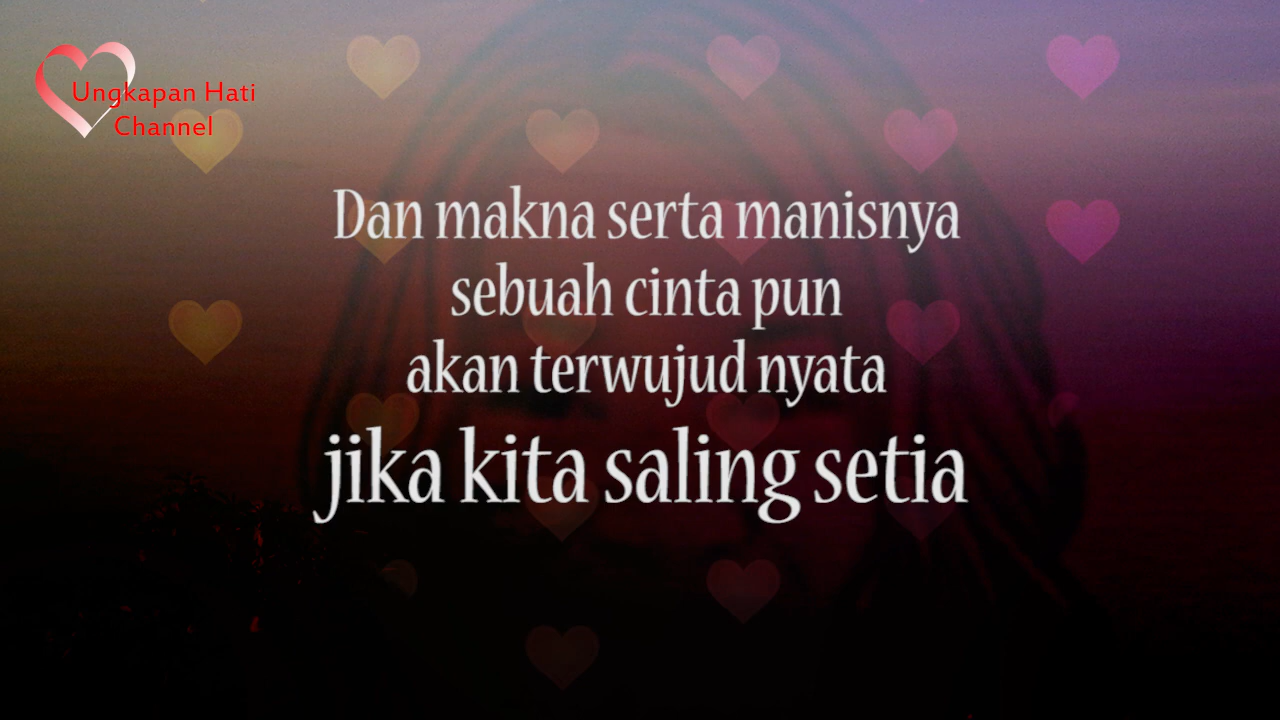 Ungkapan Hati
Channel
Dan makna serta manisnya
sebuah cinta pun
akan terwujud nyata
jika kita saling setia